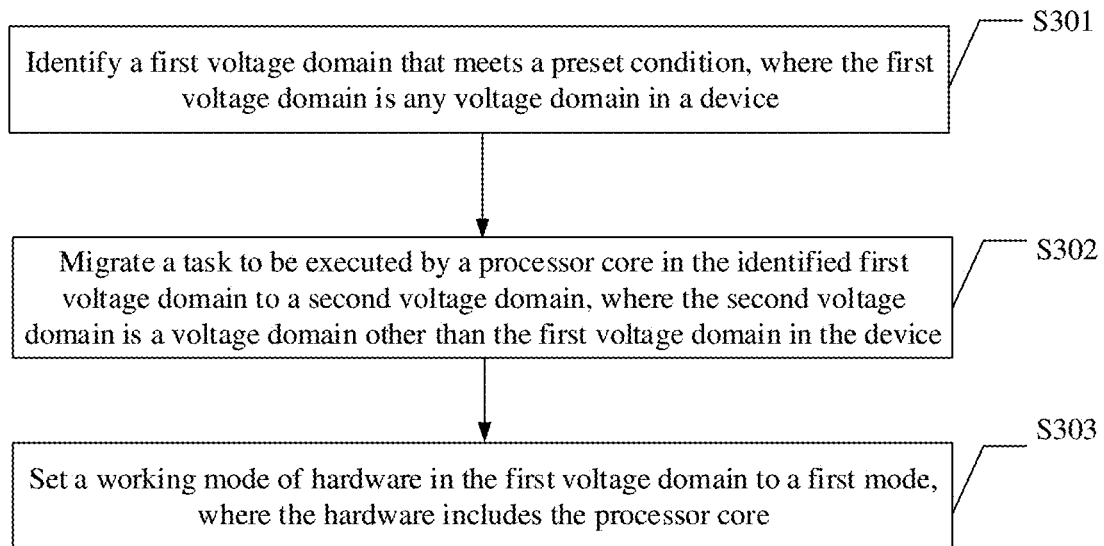 S301
Identify a first voltage domain that meets a preset condition, where the first
voltage domain is any voltage domain in a device
S302
Migrate a task to be executed by a processor core in the identified first
voltage domain to a second voltage domain, where the second voltage
domain is a voltage domain other than the first voltage domain in the device
S303
Set a working mode of hardware in the first voltage domain to a first mode,
where the hardware includes the processor core